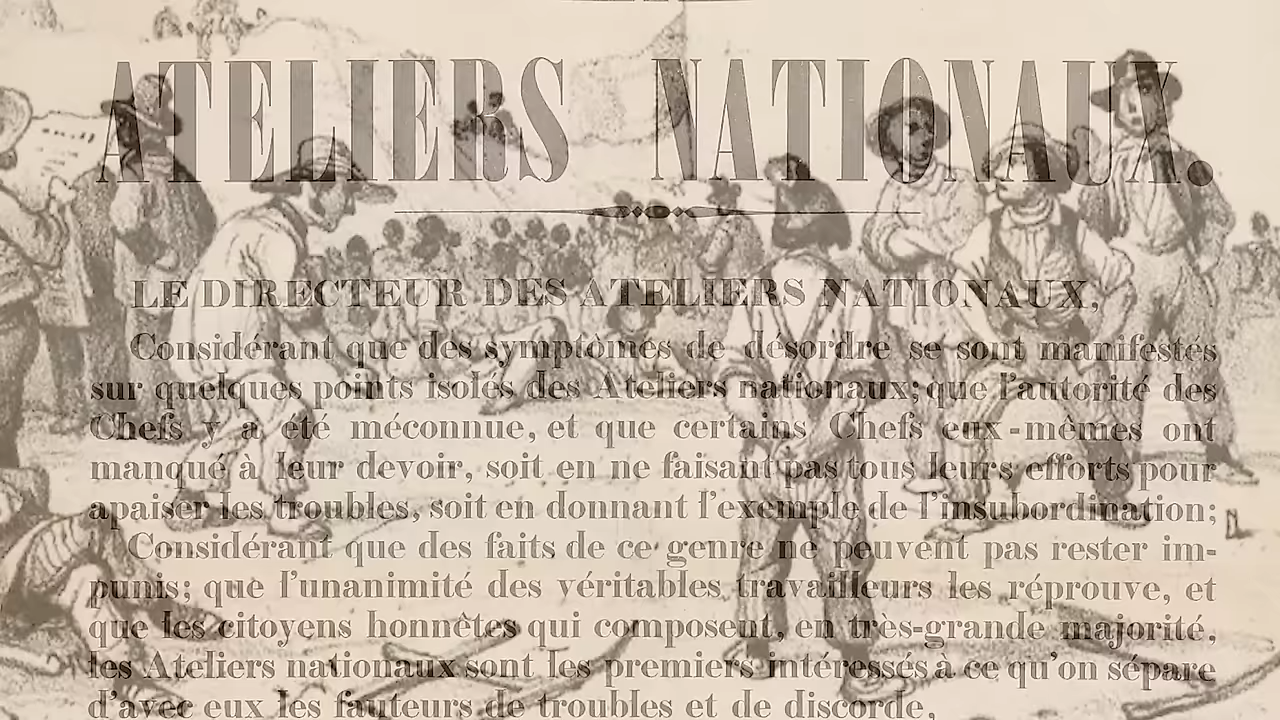 ATELIERS NATIONAUX.
LE DIRECTEUR DES ATELIERS NATIONAUX,
Considérant que des symptômes de désordre se sont manifestés
sur quelques points isolés des Ateliers nationaux; que l'autorité des
Chefs y a été méconnue, et que certains Chefs eux-mêmes ont
manqué à leur devoir, soit en ne faisant pas tous leurs efforts pour
apaiser les troubles, soit en donnant l'exemple de l'insubordination;
Considérant que des faits de ce genre ne peuvent pas rester im-
punis; que l'unanimité des véritables travailleurs les réprouve, et
que les citoyens honnêtes qui composent, en très-grande majorité,
les Ateliers nationaux sont les premiers intéressés à ce qu'on sépare
d'avec eux les fauteurs de troubles et de discorde,